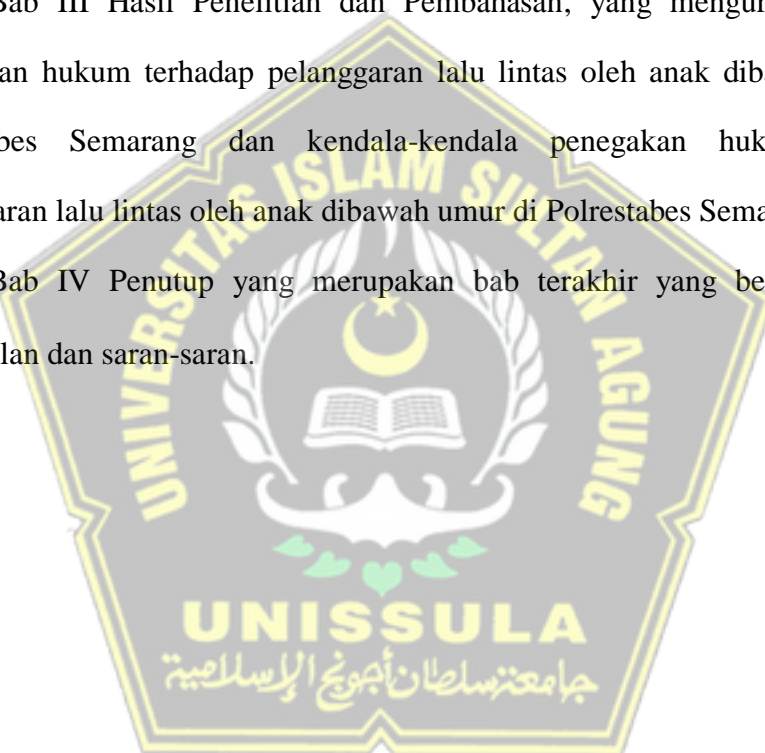 Bab III Hasil Penelitian dan Pembahasan, yang mengur
an hukum terhadap pelanggaran lalu lintas oleh anak diba
bes Semarang dan kendala-kendala penegakan huk
aran lalu lintas oleh anak dibawah umur di Polrestabes Sema
Bab IV Penutup yang merupakan bab terakhir yang be
lan dan saran-saran.
UNIVERSITAS ISLAM SULTAN AGUNG
UNISSULA
جامعة سلطان أجونج الإسلامية